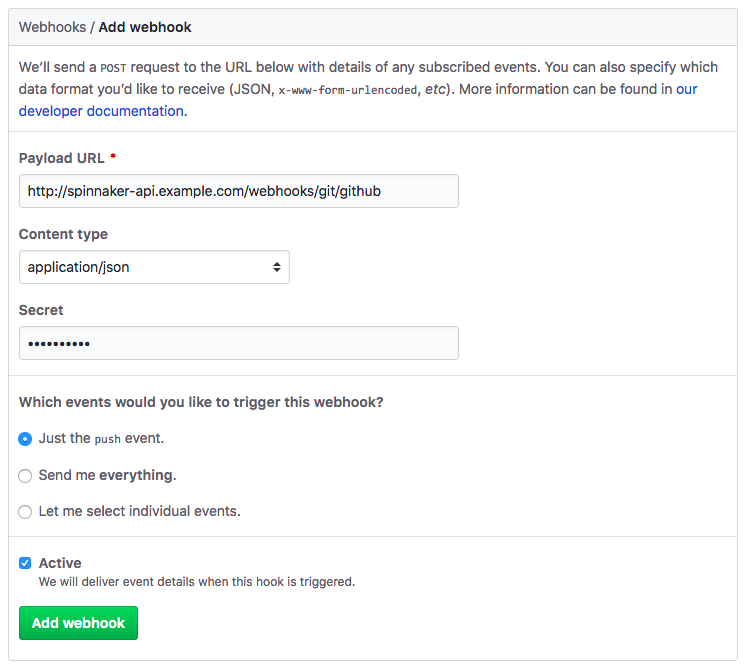 Webhooks / Add webhook
We’ll send a POST request to the URL below with details of any subscribed events. You can also specify which
data format you’d like to receive (JSON, x-www-form-urlencoded, etc). More information can be found in our
developer documentation.
Payload URL *
http://spinnaker-api.example.com/webhooks/git/github
Content type
application/json
Secret
••••••••••
Which events would you like to trigger this webhook?
Just the push event.
Send me everything.
Let me select individual events.
Active
We will deliver event details when this hook is triggered.
Add webhook